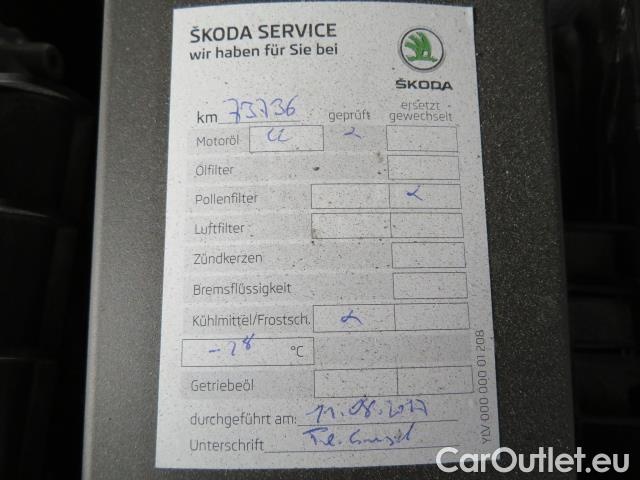 ŠKODA SERVICE
wir haben für Sie bei
ŠKODA
km 73736 geprüft ersetzt gewechselt
Motoröl
Ölfilter
Pollenfilter
Luftfilter
Zündkerzen
Bremsflüssigkeit
Kühlmittel/Frostsch.
-28 °C
Getriebeöl
durchgeführt am: 11.08.2017
Unterschrift
YLV 000 000 01 208
CarOutlet.eu